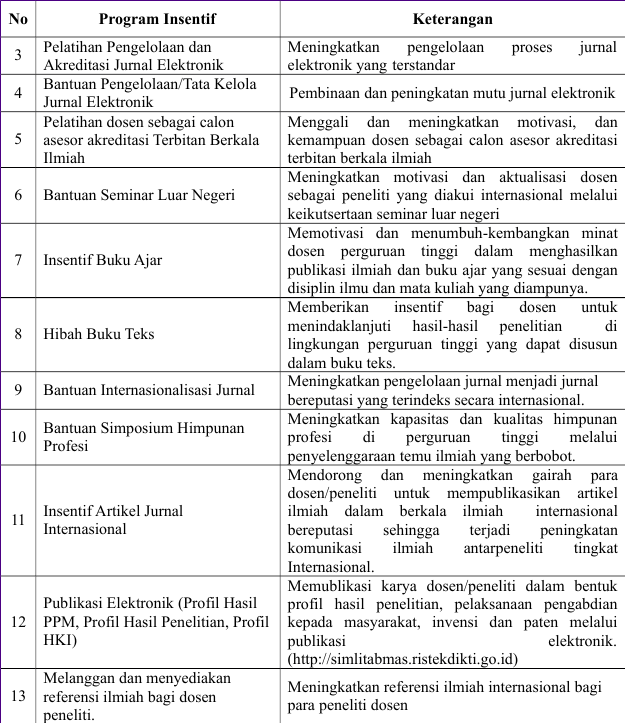 No Program Insentif Keterangan
3 Pelatihan Pengelolaan dan
Akreditasi Jurnal Elektronik
Meningkatkan pengelolaan proses jurnal
elektronik yang terstandar
4 Bantuan Pengelolaan/Tata Kelola
Jurnal Elektronik
Pembinaan dan peningkatan mutu jurnal elektronik
5 Pelatihan dosen sebagai calon
asesor akreditasi Terbitan Berkala
Ilmiah
Menggali dan meningkatkan motivasi, dan
kemampuan dosen sebagai calon asesor akreditasi
terbitan berkala ilmiah
6 Bantuan Seminar Luar Negeri
Meningkatkan motivasi dan aktualisasi dosen
sebagai peneliti yang diakui internasional melalui
keikutsertaan seminar luar negeri
7 Insentif Buku Ajar
Memotivasi dan menumbuh-kembangkan minat
dosen perguruan tinggi dalam menghasilkan
publikasi ilmiah dan buku ajar yang sesuai dengan
disiplin ilmu dan mata kuliah yang diampunya.
8 Hibah Buku Teks
Memberikan insentif bagi dosen untuk
menindaklanjuti hasil-hasil penelitian di
lingkungan perguruan tinggi yang dapat disusun
dalam buku teks.
9 Bantuan Internasionalisasi Jurnal
Meningkatkan pengelolaan jurnal menjadi jurnal
bereputasi yang terindeks secara internasional.
10 Bantuan Simposium Himpunan
Profesi
Meningkatkan kapasitas dan kualitas himpunan
profesi di perguruan tinggi melalui
penyelenggaraan temu ilmiah yang berbobot.
11 Insentif Artikel Jurnal
Internasional
Mendorong dan meningkatkan gairah para
dosen/peneliti untuk mempublikasikan artikel
ilmiah dalam berkala ilmiah internasional
bereputasi sehingga terjadi peningkatan
komunikasi ilmiah antarpeneliti tingkat
Internasional.
12 Publikasi Elektronik (Profil Hasil
PPM, Profil Hasil Penelitian, Profil
HKI)
Memublikasi karya dosen/peneliti dalam bentuk
profil hasil penelitian, pelaksanaan pengabdian
kepada masyarakat, invensi dan paten melalui
publikasi elektronik.
(http://simlitabmas.ristekdikti.go.id)
13 Melanggan dan menyediakan
referensi ilmiah bagi dosen
peneliti.
Meningkatkan referensi ilmiah internasional bagi
para peneliti dosen